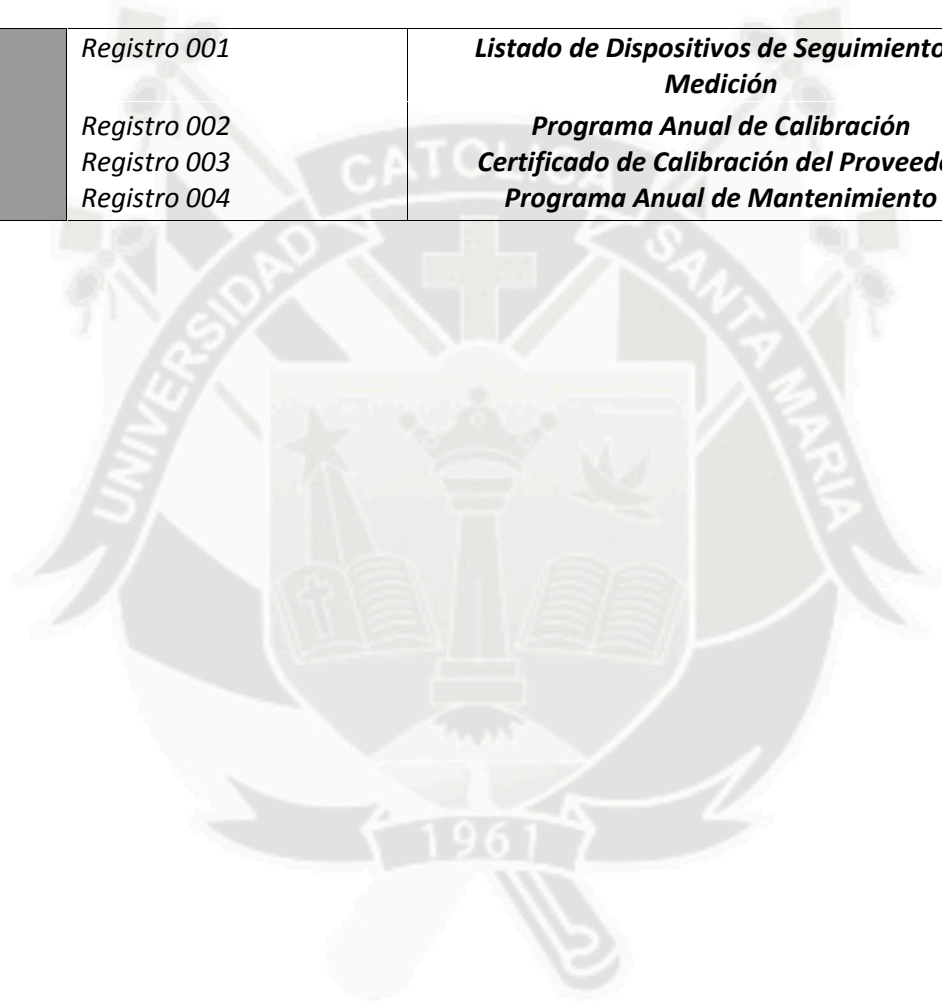 Registro 001
Listado de Dispositivos de Seguimiento
Medición
Registro 002
Programa Anual de Calibración
Registro 003
Certificado de Calibración del
Registro 004
Programa Anual de Mantenimiento
UNIVERSIDAD CATOLICA SANTA MARIA
1961